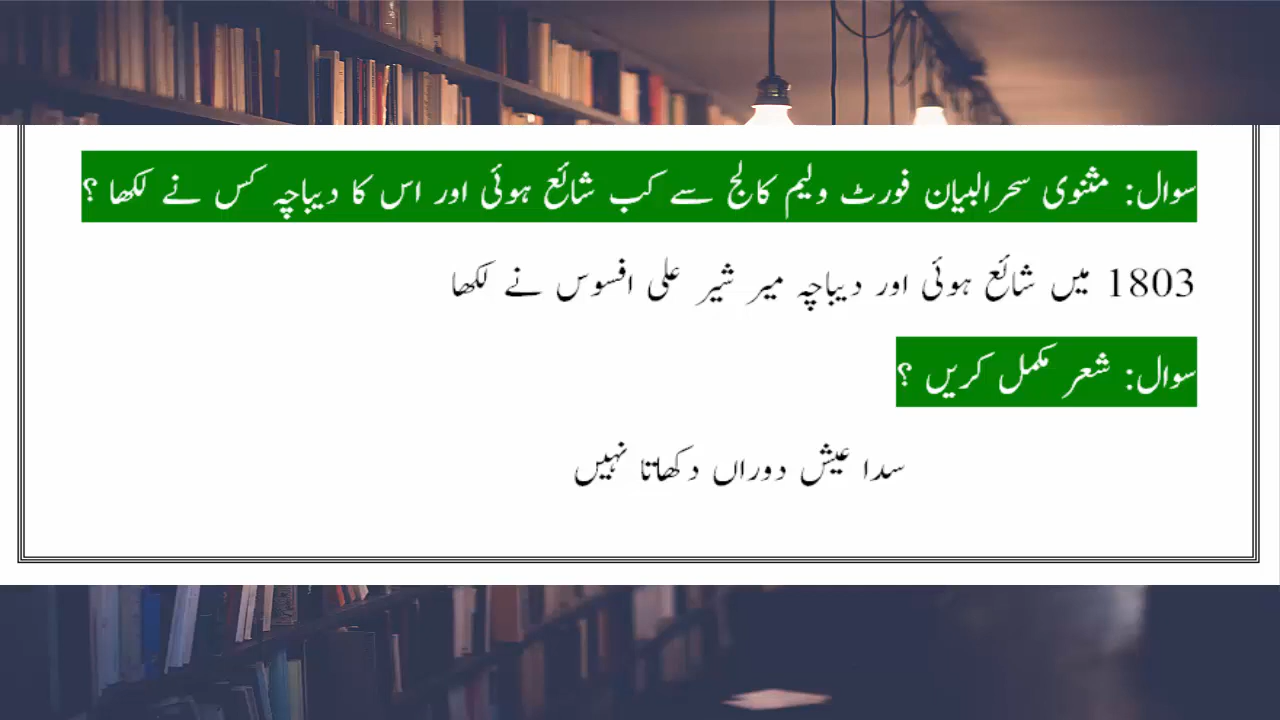 سوال: مثنوی سحرالبیان فورٹ ولیم کالج سے کب شائع ہوئی اور اس کا دیباچہ کس نے لکھا ؟
1803 میں شائع ہوئی اور دیباچہ میر شیر علی افسوس نے لکھا
سوال: شعر مکمل کریں ؟
سدا عیش دوراں دکھاتا نہیں